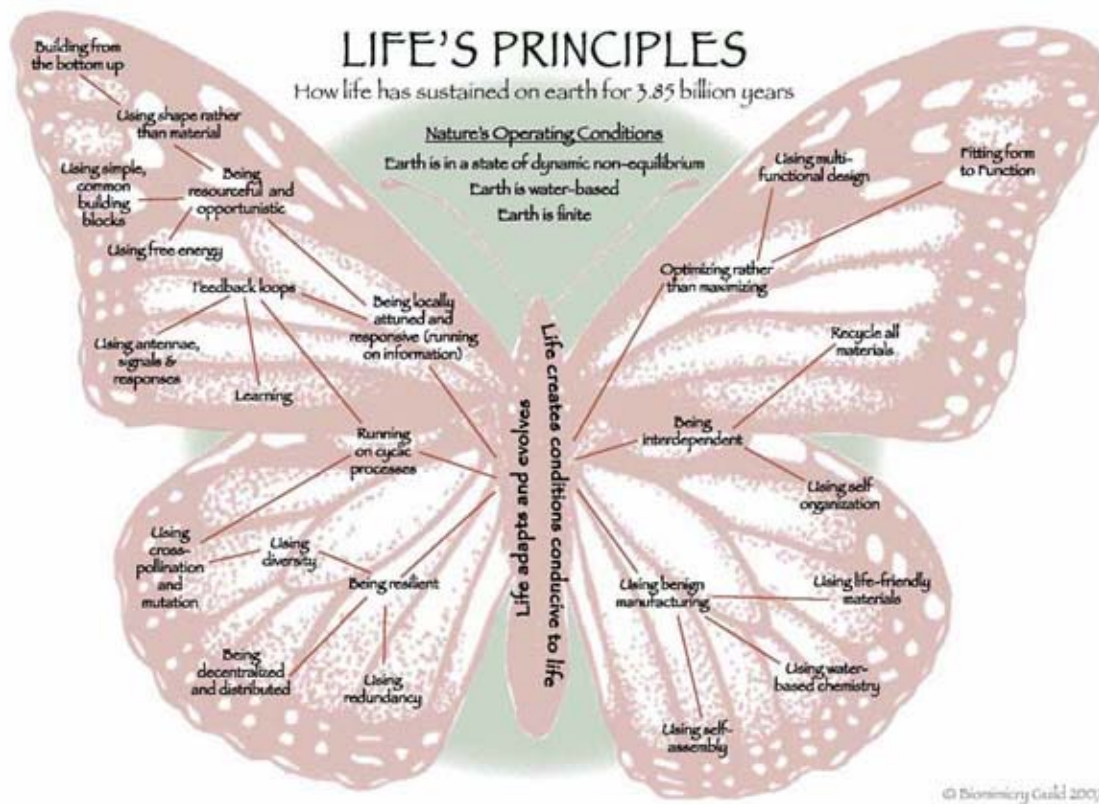 LIFE'S PRINCIPLES
How life has sustained on earth for 3.85 billion years
Nature's Operating Conditions
Earth is in a state of dynamic non-equilibrium
Earth is water-based
Earth is finite
Building from
the bottom up
Using shape rather
than material
Using simple,
common
building
blocks
Being
resourceful and
opportunistic
Using free energy
Feedback loops
Being locally
attuned and
responsive (running
on information)
Using antennae,
signals &
responses
Learning
Running
on cyclic
processes
Using
cross-
pollination
and
mutation
Using
diversity
Being resilient
Being
decentralized
and distributed
Using
redundancy
Life adapts and evolves
Life creates conditions conducive to life
Using multi-
functional design
Fitting form
to Function
Optimizing rather
than maximizing
Recycle all
materials
Being
interdependent
Using self
organization
Using benign
manufacturing
Using life-friendly
materials
Using water-
based chemistry
Using self-
assembly
© Biomimicry Guild